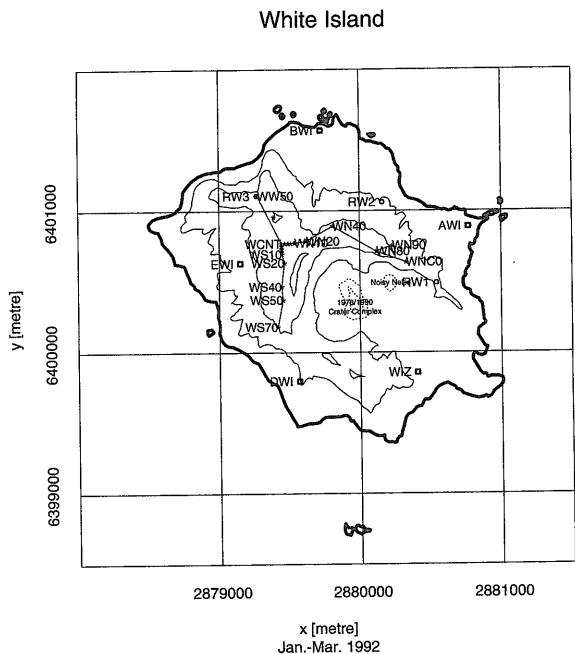 White Island
BWI
RW3 WW50
RW2
6401000
AWI
WN40
WCNT WN20
WN90
WS10
WN80
EWI WS20
WNC0
Noisy Nellie RW1
WS40
WS50
1978/1990
Crater Complex
WS70
y [metre]
6400000
WIZ
DWI
6399000
2879000 2880000 2881000
x [metre]
Jan.-Mar. 1992